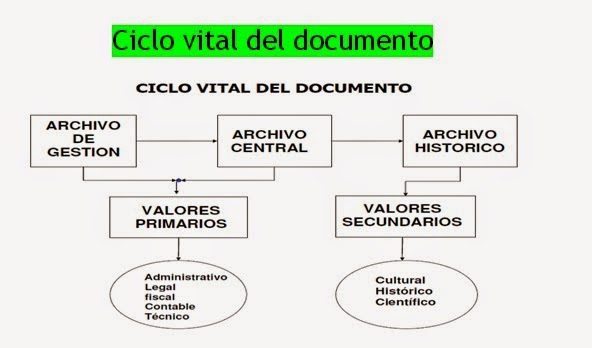 Ciclo vital del documento
CICLO VITAL DEL DOCUMENTO
ARCHIVO
DE
GESTION
ARCHIVO
CENTRAL
ARCHIVO
HISTORICO
VALORES
PRIMARIOS
VALORES
SECUNDARIOS
Administrativo
Legal
fiscal
Contable
Técnico
Cultural
Histórico
Científico